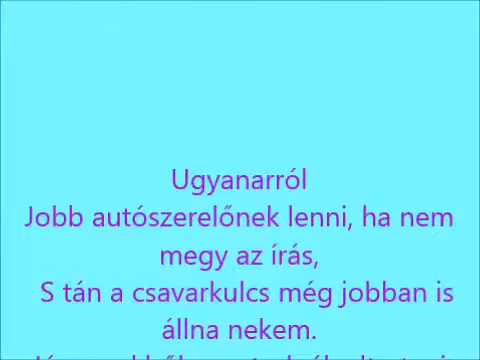 Ugyanarról
Jobb autószerelőnek lenni, ha nem
megy az írás,
S tán a csavarkulcs még jobban is
állna nekem.